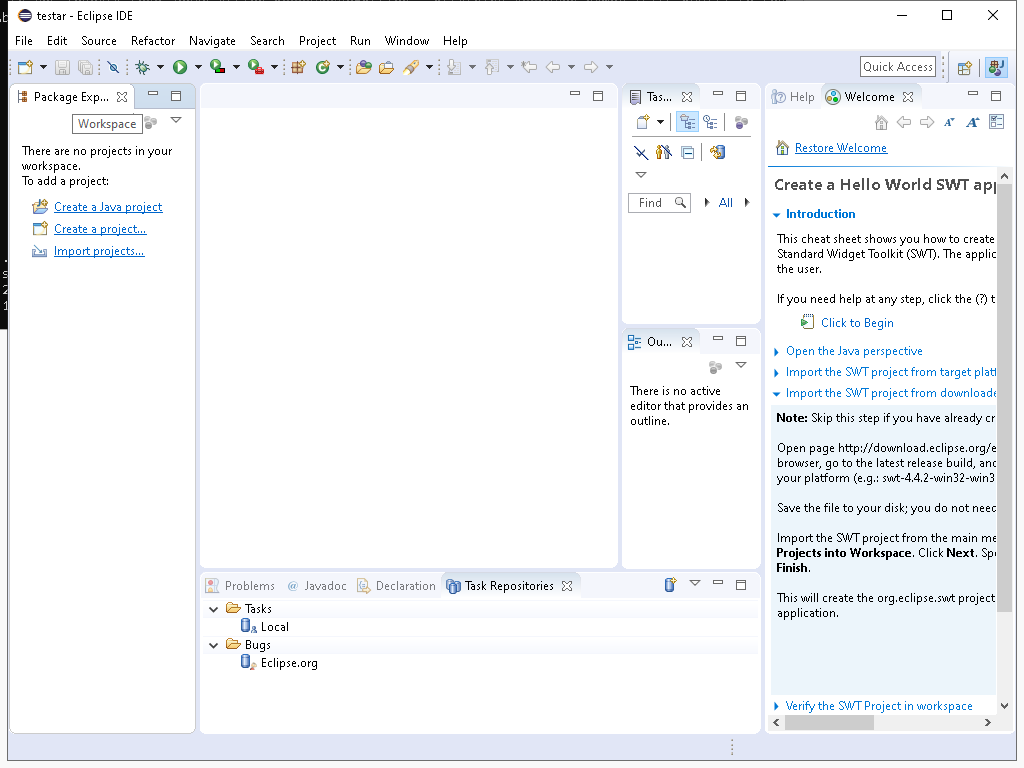 testar - Eclipse IDE
File Edit Source Refactor Navigate Search Project Run Window Help
Quick Access
Package Exp...
Workspace
There are no projects in your
workspace.
To add a project:
Create a Java project
Create a project...
Import projects...
Tas...
Find
All
Ou...
There is no active
editor that provides an
outline.
Help Welcome
Restore Welcome
Create a Hello World SWT app
Introduction
This cheat sheet shows you how to create
Standard Widget Toolkit (SWT). The applic
the user.
If you need help at any step, click the (?) t
Click to Begin
Open the Java perspective
Import the SWT project from target platf
Import the SWT project from downloade
Note: Skip this step if you have already cr
Open page http://download.eclipse.org/e
browser, go to the latest release build, and
your platform (e.g.: swt-4.4.2-win32-win3
Save the file to your disk; you do not need
Import the SWT project from the main me
Projects into Workspace. Click Next. Spe
Finish.
This will create the org.eclipse.swt project
application.
Verify the SWT Project in workspace
Problems @ Javadoc Declaration Task Repositories
Tasks
Local
Bugs
Eclipse.org